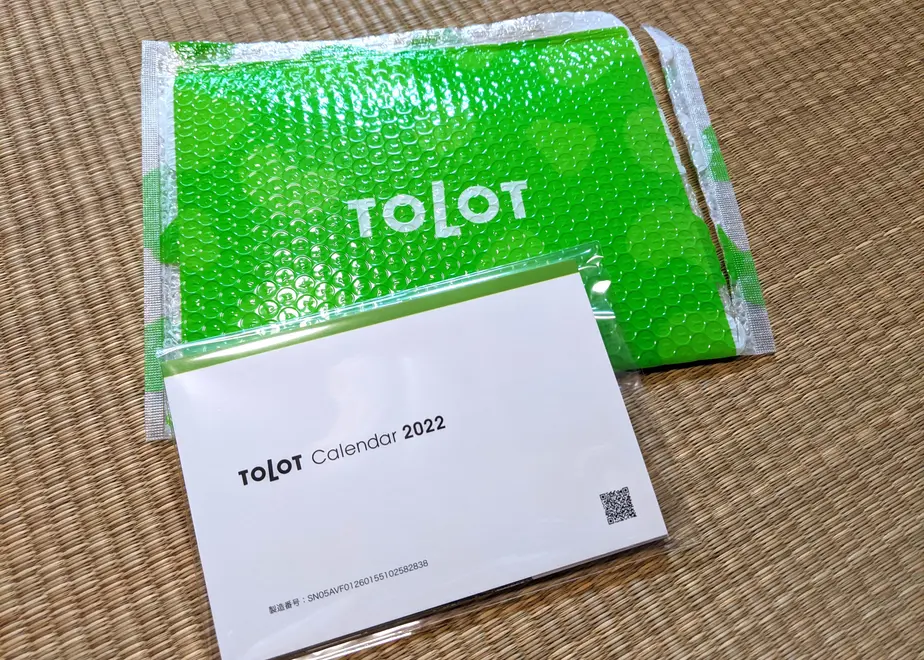 TOLOT
TOLOT Calendar 2022
製造番号：SN05AVF01260155102582838